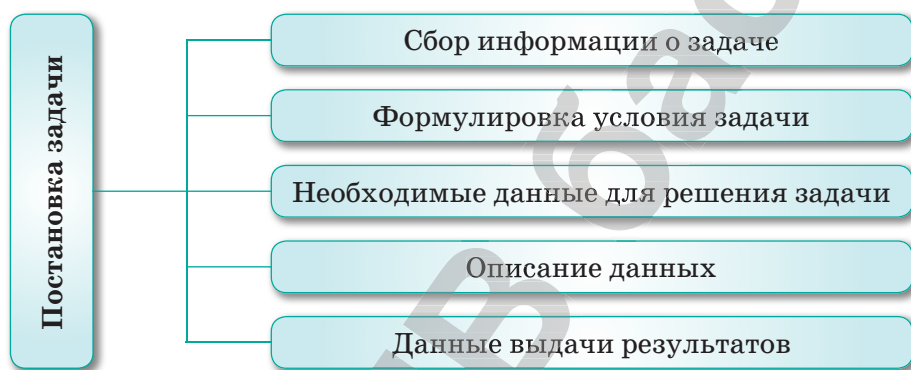 Постановка задачи
Сбор информации о задаче
Формулировка условия задачи
Необходимые данные для решения задачи
Описание данных
Данные выдачи результатов